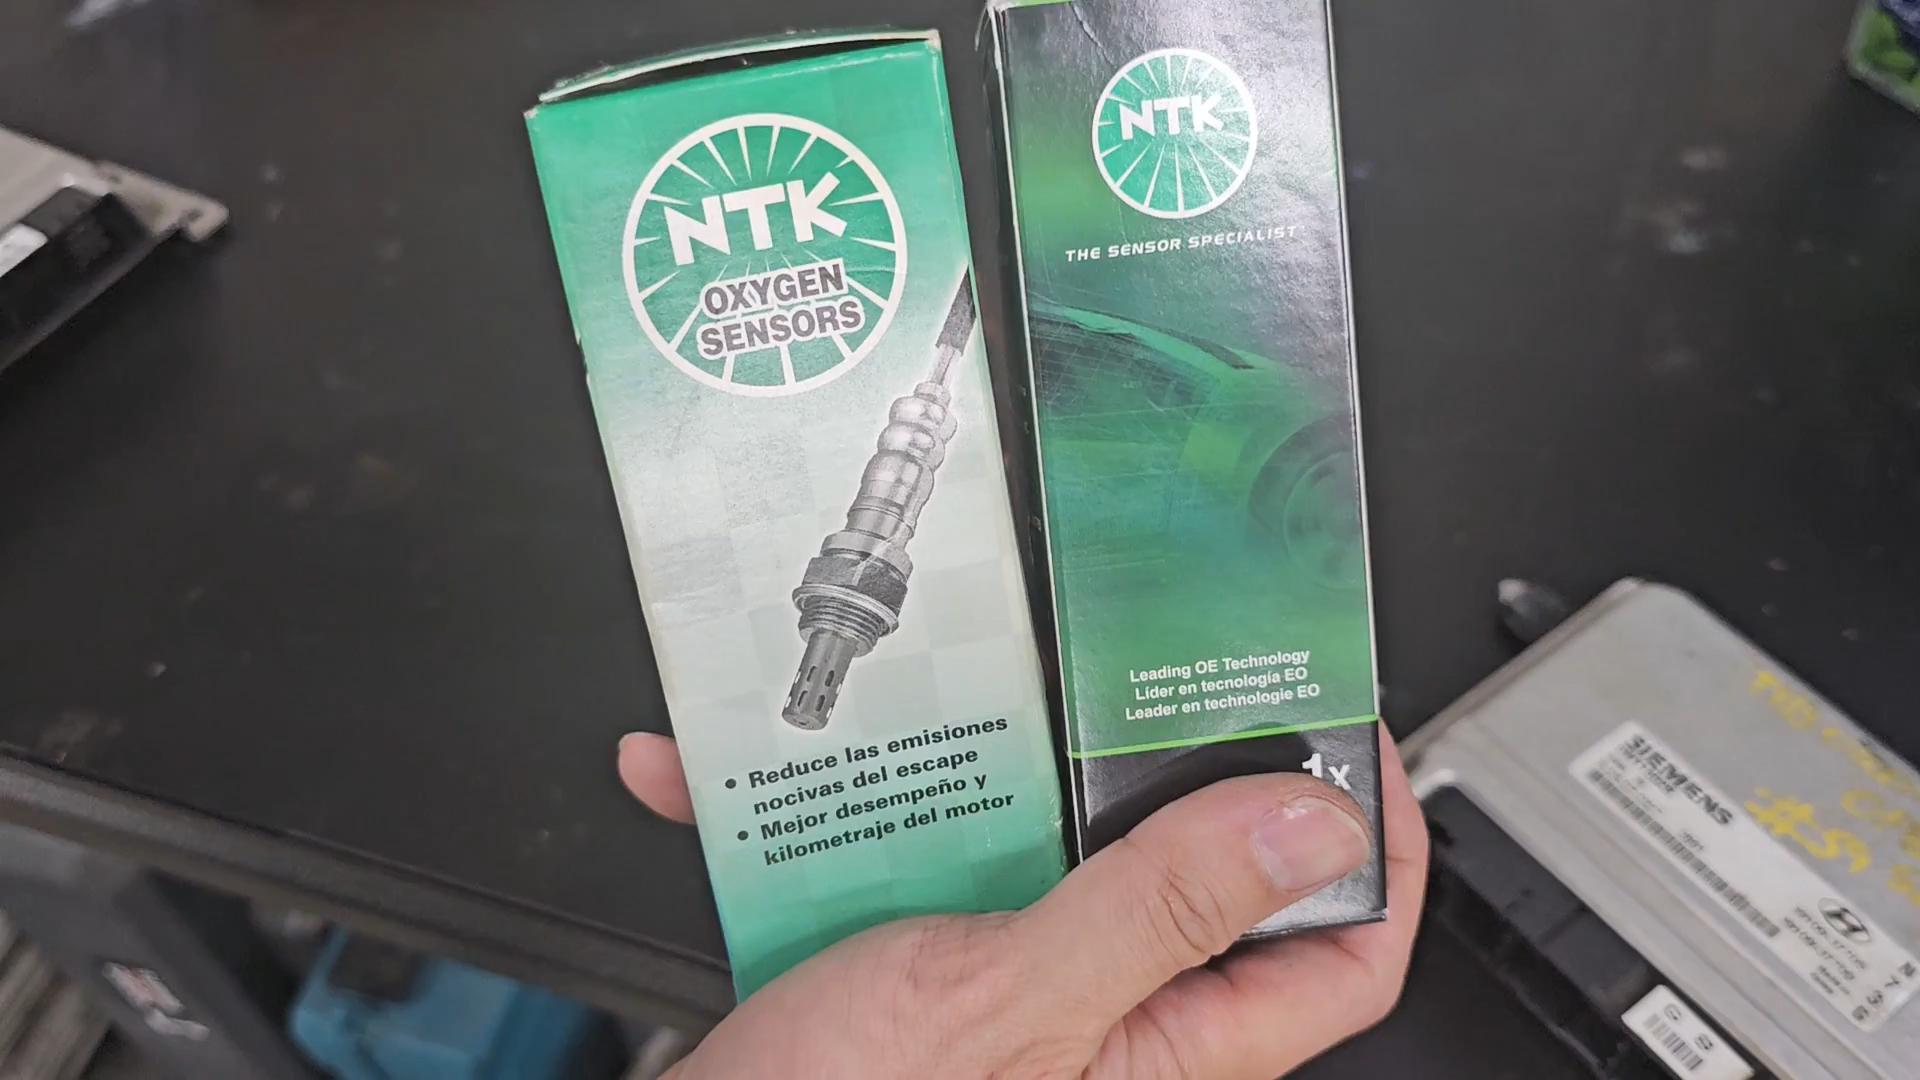 NTK
OXYGEN
SENSORS
• Reduce las emisiones
nocivas del escape
• Mejor desempeño y
kilometraje del motor
NTK
THE SENSOR SPECIALIST
Leading OE Technology
Líder en tecnología EO
Leader en technologie EO
1x
SIEMENS